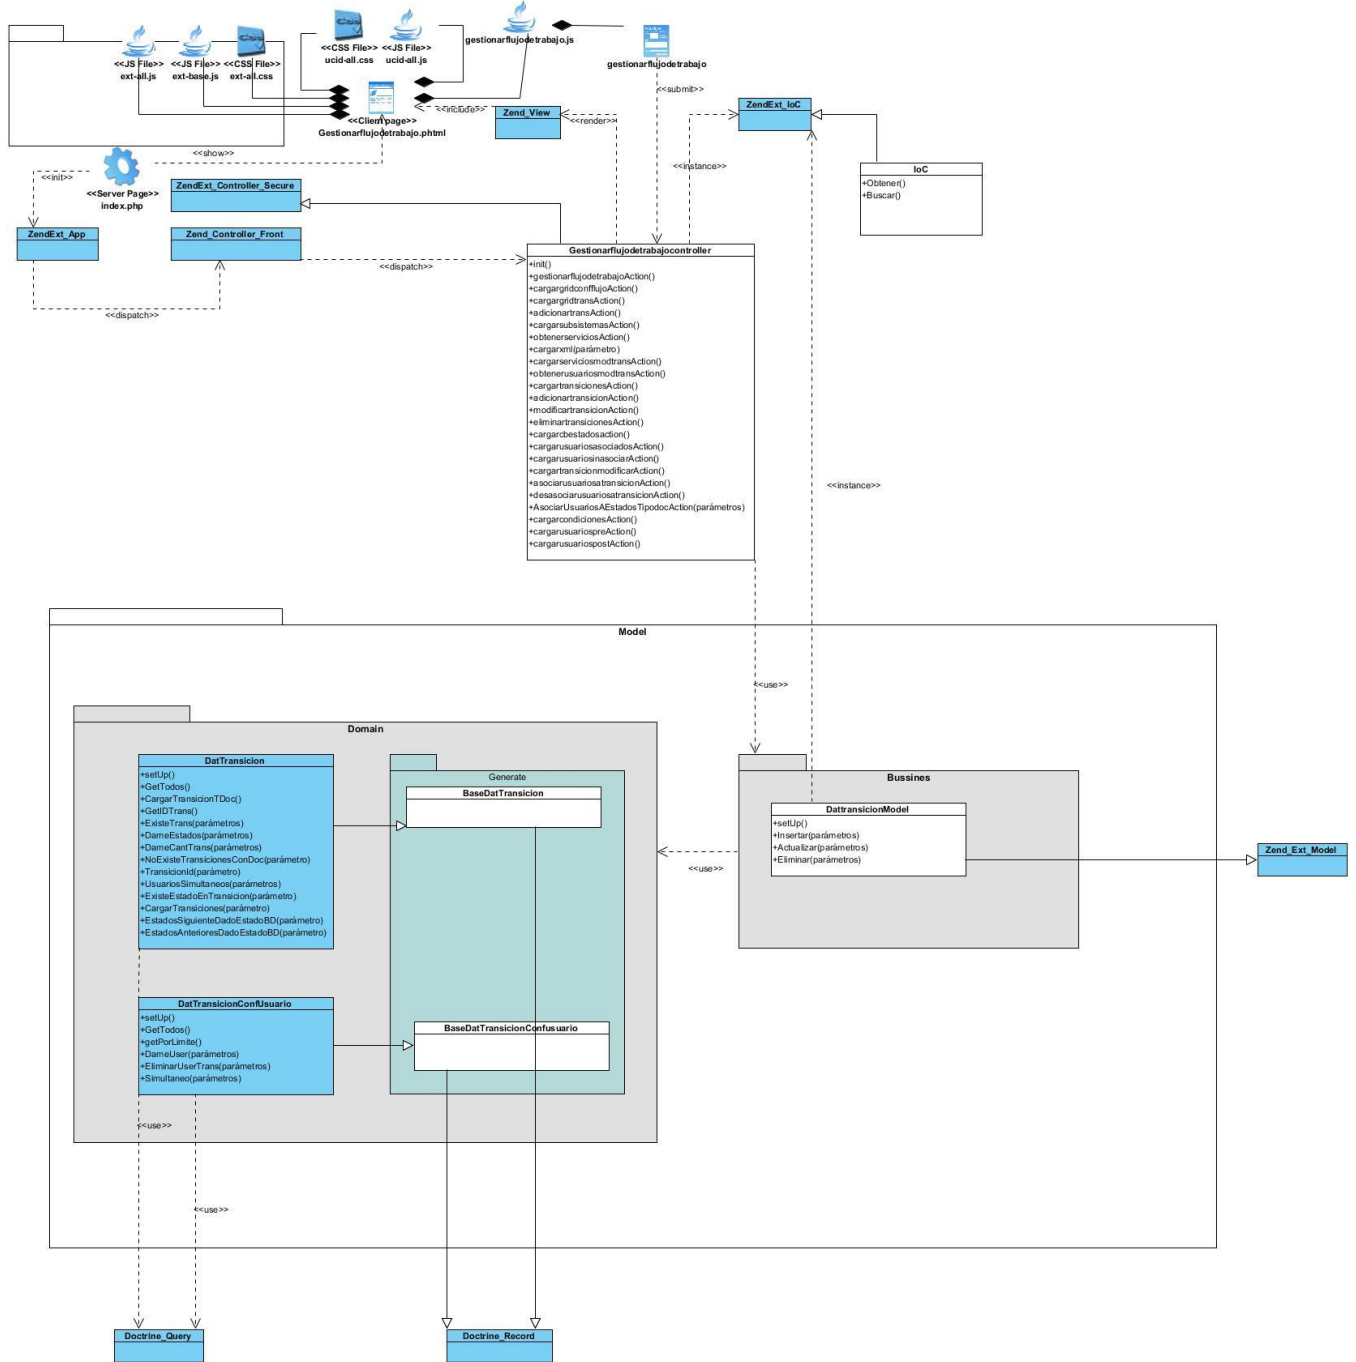 <<JS File>>
ext-all.js
<<JS File>>
ext-base.js
<<CSS File>>
ext-all.css
<<CSS File>>
ucid-all.css
<<JS File>>
ucid-all.js
gestionarflujodetrabajo.js
gestionarflujodetrabajo
<<submit>>
<<include>>
<<Client page>>
Gestionarflujodetrabajo.phtml
Zend_View
<<render>>
ZendExt_IoC
<<instance>>
IoC
+Obtener()
+Buscar()
<<show>>
<<init>>
<<Server Page>>
index.php
ZendExt_Controller_Secure
ZendExt_App
Zend_Controller_Front
<<dispatch>>
<<dispatch>>
Gestionarflujodetrabajocontroller
+init()
+gestionarflujodetrabajoAction()
+cargargridconfflujoAction()
+cargargridtransAction()
+adicionartransAction()
+cargarsubsistemasAction()
+obtenerserviciosAction()
+cargarxml(parámetro)
+cargarserviciosmodtransAction()
+obtenerusuariosmodtransAction()
+cargartransicionesAction()
+adicionartransicionAction()
+modificartransicionAction()
+eliminartransicionesAction()
+cargarcbestadosaction()
+cargarusuariosasociadosAction()
+cargarusuariosinasociarAction()
+cargartransicionmodificarAction()
+asociarusuariosatransicionAction()
+desasociarusuariosatransicionAction()
+AsociarUsuariosAEstadosTipodocAction(parámetros)
+cargarcondicionesAction()
+cargarusuariospreAction()
+cargarusuariospostAction()
<<instance>>
Model
<<use>>
Domain
DatTransicion
+setUp()
+GetTodos()
+CargarTransicionTDoc()
+GetIDTrans()
+ExisteTrans(parámetros)
+DameEstados(parámetros)
+DameCantTrans(parámetros)
+NoExisteTransicionesConDoc(parámetro)
+TransicionId(parámetro)
+UsuariosSimultaneos(parámetros)
+ExisteEstadoEnTransicion(parámetro)
+CargarTransiciones(parámetro)
+EstadosSiguienteDadoEstadoBD(parámetro)
+EstadosAnterioresDadoEstadoBD(parámetro)
Generate
BaseDatTransicion
Bussines
DattransicionModel
+setUp()
+Insertar(parámetros)
+Actualizar(parámetros)
+Eliminar(parámetros)
Zend_Ext_Model
<<use>>
DatTransicionConfUsuario
+setUp()
+GetTodos()
+getPorLimite()
+DameUser(parámetros)
+EliminarUserTrans(parámetros)
+Simultaneo(parámetros)
BaseDatTransicionConfusuario
<<use>>
<<use>>
Doctrine_Query
Doctrine_Record